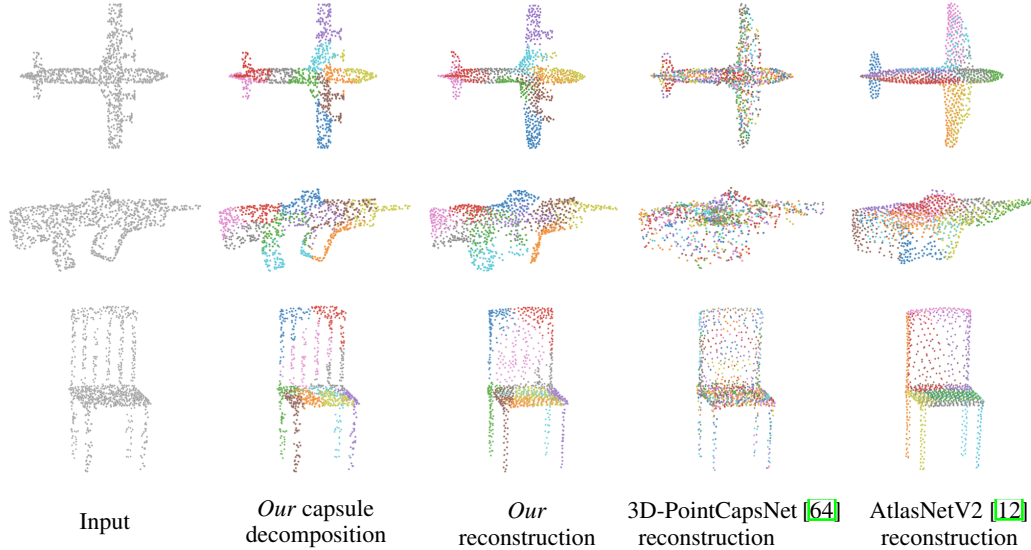 Input
Our capsule
decomposition
Our
reconstruction
3D-PointCapsNet [64]
reconstruction
AtlasNetV2 [12]
reconstruction